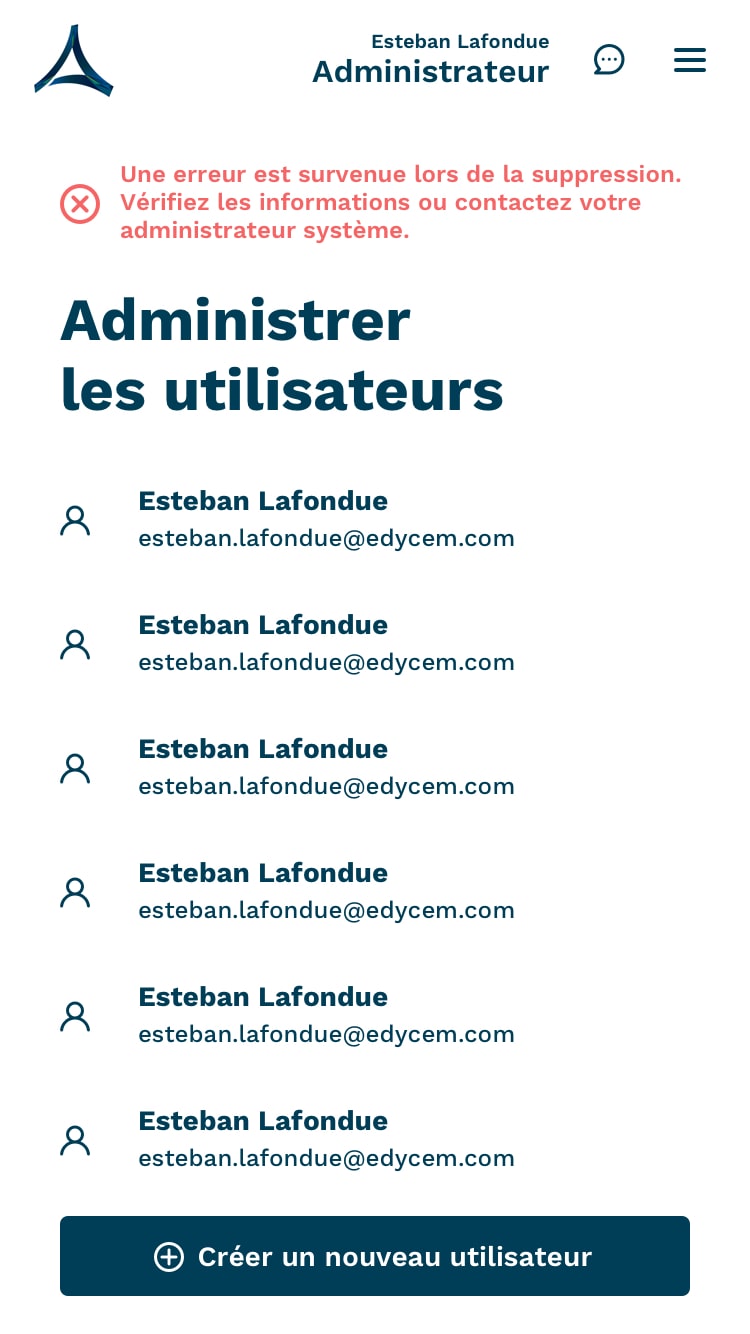 Esteban Lafondue
Administrateur
Une erreur est survenue lors de la suppression.
Vérifiez les informations ou contactez votre
administrateur système.
Administrer
les utilisateurs
Esteban Lafondue
esteban.lafondue@edycem.com
Esteban Lafondue
esteban.lafondue@edycem.com
Esteban Lafondue
esteban.lafondue@edycem.com
Esteban Lafondue
esteban.lafondue@edycem.com
Esteban Lafondue
esteban.lafondue@edycem.com
Esteban Lafondue
esteban.lafondue@edycem.com
Créer un nouveau utilisateur